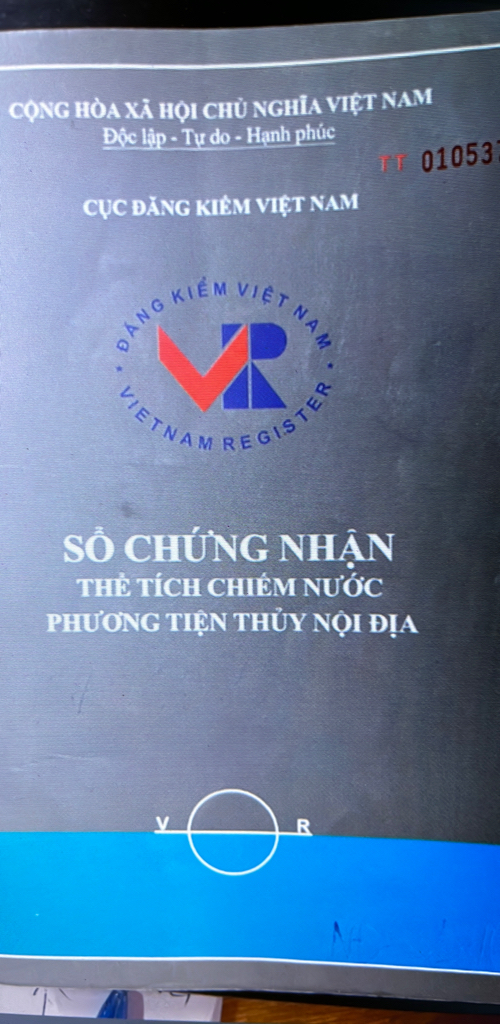 CỘNG HÒA XÃ HỘI CHỦ NGHĨA VIỆT NAM
Độc lập - Tự do - Hạnh phúc
TT 010537
CỤC ĐĂNG KIỂM VIỆT NAM
* ĐĂNG KIỂM VIỆT NAM *
VR
VIETNAM REGISTER
SỔ CHỨNG NHẬN
THỂ TÍCH CHIẾM NƯỚC
PHƯƠNG TIỆN THỦY NỘI ĐỊA
V R